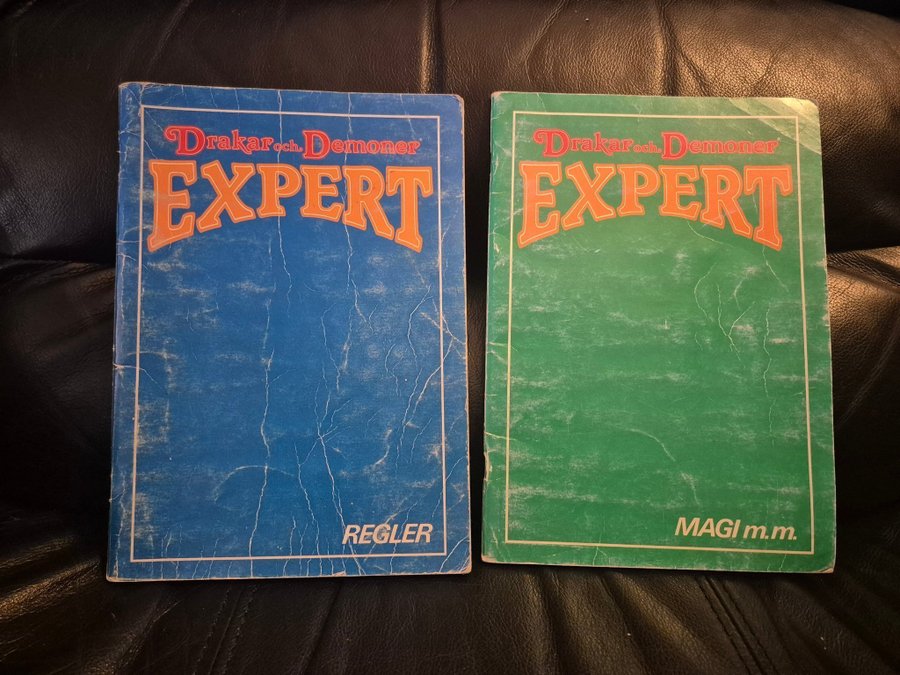 Drakar och Demoner
EXPERT
REGLER
Drakar och Demoner
EXPERT
MAGI m.m.